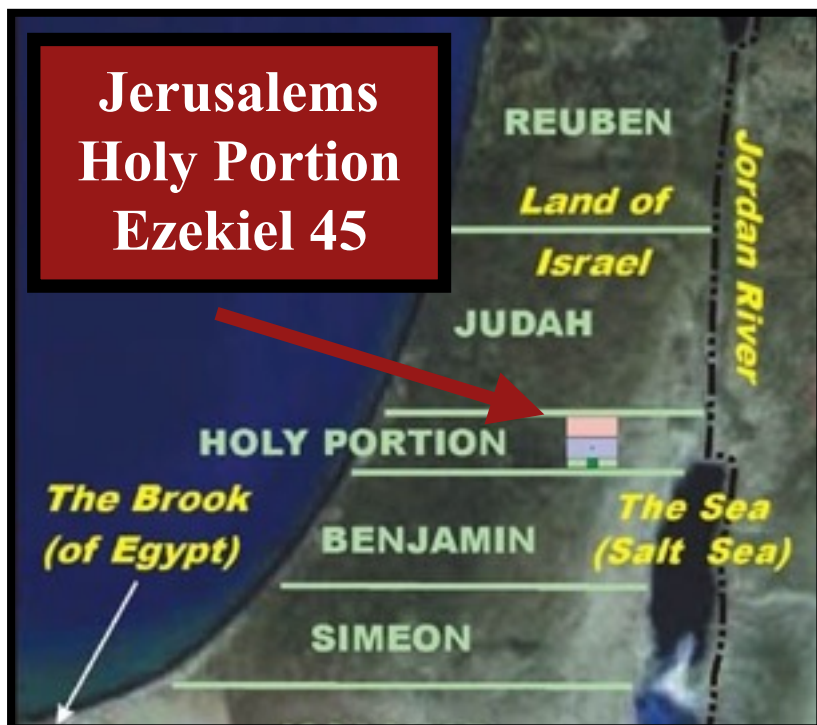 Jerusalems
Holy Portion
Ezekiel 45
REUBEN
Land of
Israel
Jordan River
JUDAH
HOLY PORTION
The Brook
(of Egypt)
The Sea
(Salt Sea)
BENJAMIN
SIMEON